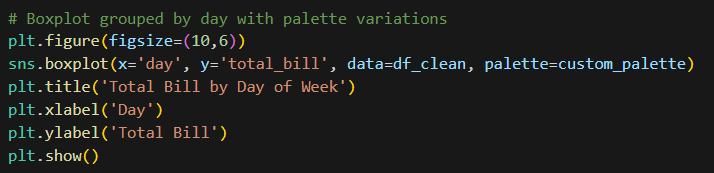 # Boxplot grouped by day with palette variations
plt.figure(figsize=(10,6))
sns.boxplot(x='day', y='total_bill', data=df_clean, palette=custom_palette)
plt.title('Total Bill by Day of Week')
plt.xlabel('Day')
plt.ylabel('Total Bill')
plt.show()